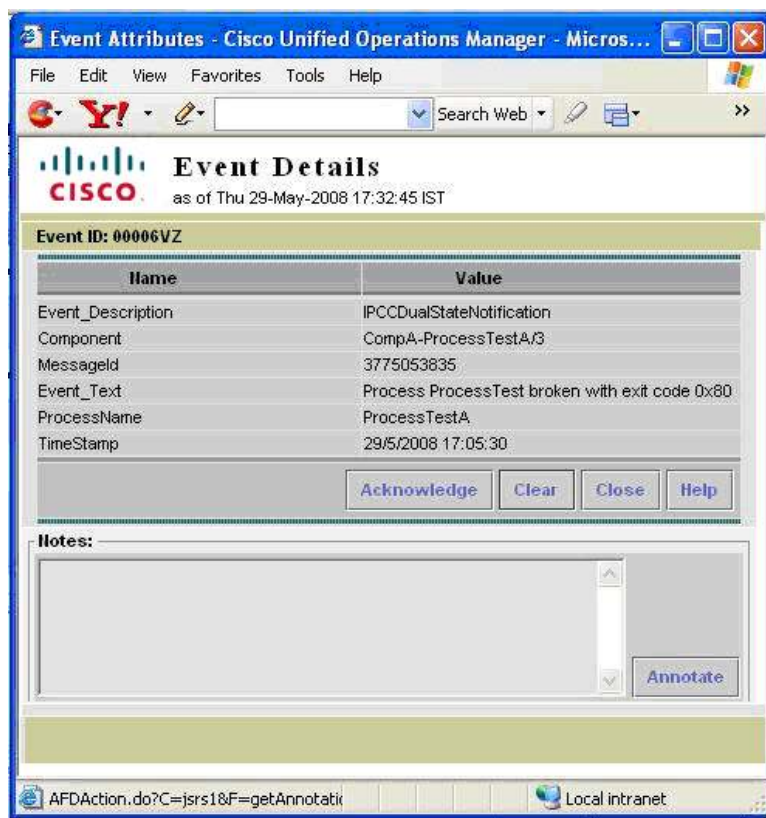 Event Attributes - Cisco Unified Operations Manager - Micros...
File Edit View Favorites Tools Help
Y! Search Web »
CISCO
Event Details
as of Thu 29-May-2008 17:32:45 IST
Event ID: 00006VZ
Name Value
Event_Description IPCCDualStateNotification
Component CompA-ProcessTestA/3
MessageId 3775053835
Event_Text Process ProcessTest broken with exit code 0x80
ProcessName ProcessTestA
TimeStamp 29/5/2008 17:05:30
Acknowledge Clear Close Help
Notes:
Annotate
AFDAction.do?C=jsrs1&F=getAnnotatic Local intranet